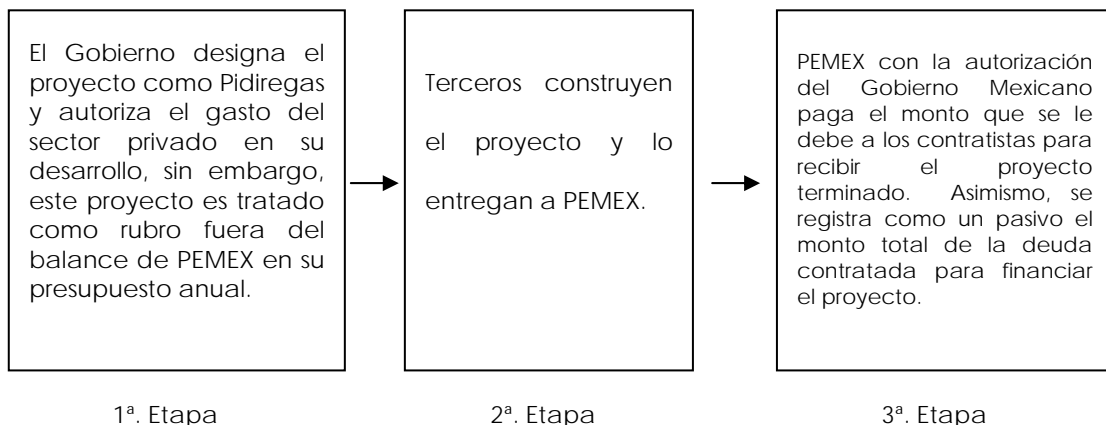 El Gobierno designa el
proyecto como Pidiregas
y autoriza el gasto del
sector privado en su
desarrollo, sin embargo,
este proyecto es tratado
como rubro fuera del
balance de PEMEX en su
presupuesto anual.
Terceros construyen
el proyecto y lo
entregan a PEMEX.
PEMEX con la autorización
del Gobierno Mexicano
paga el monto que se le
debe a los contratistas para
recibir el proyecto
terminado. Asimismo, se
registra como un pasivo el
monto total de la deuda
contratada para financiar
el proyecto.
1ª. Etapa
2ª. Etapa
3ª. Etapa